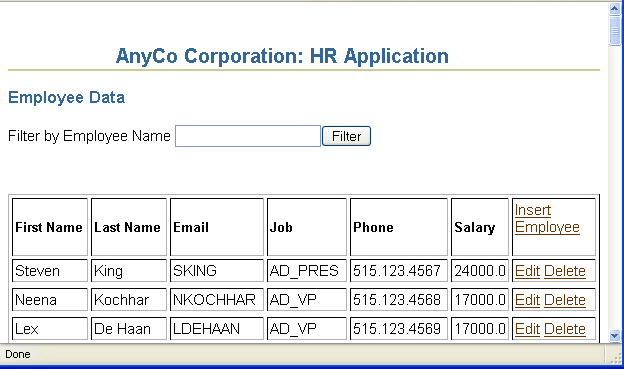 AnyCo Corporation: HR Application
Employee Data
Filter by Employee Name Filter
First Name Last Name Email Job Phone Salary Insert
Employee
Steven King SKING AD_PRES 515.123.4567 24000.0 Edit Delete
Neena Kochhar NKOCHHAR AD_VP 515.123.4568 17000.0 Edit Delete
Lex De Haan LDEHAAN AD_VP 515.123.4569 17000.0 Edit Delete
Done